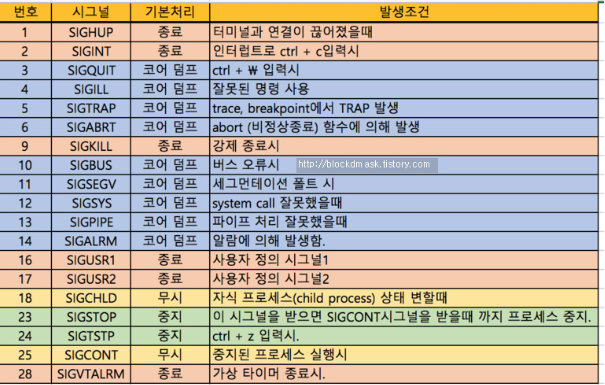 번호 시그널 기본처리 발생조건
1 SIGHUP 종료 터미널과 연결이 끊어졌을때
2 SIGINT 종료 인터럽트로 ctrl + c입력시
3 SIGQUIT 코어 덤프 ctrl + ₩ 입력시
4 SIGILL 코어 덤프 잘못된 명령 사용
5 SIGTRAP 코어 덤프 trace, breakpoint에서 TRAP 발생
6 SIGABRT 코어 덤프 abort (비정상종료) 함수에 의해 발생
9 SIGKILL 종료 강제 종료시
10 SIGBUS 코어 덤프 버스 오류시 http://blockdmask.tistory.com
11 SIGSEGV 코어 덤프 세그먼테이션 폴트 시
12 SIGSYS 코어 덤프 system call 잘못했을때
13 SIGPIPE 코어 덤프 파이프 처리 잘못했을때
14 SIGALRM 코어 덤프 알람에 의해 발생함.
16 SIGUSR1 종료 사용자 정의 시그널1
17 SIGUSR2 종료 사용자 정의 시그널2
18 SIGCHLD 무시 자식 프로세스(child process) 상태 변할때
23 SIGSTOP 중지 이 시그널을 받으면 SIGCONT시그널을 받을때 까지 프로세스 중지.
24 SIGTSTP 중지 ctrl + z 입력시.
25 SIGCONT 무시 중지된 프로세스 실행시
28 SIGVTALRM 종료 가상 타이머 종료시.